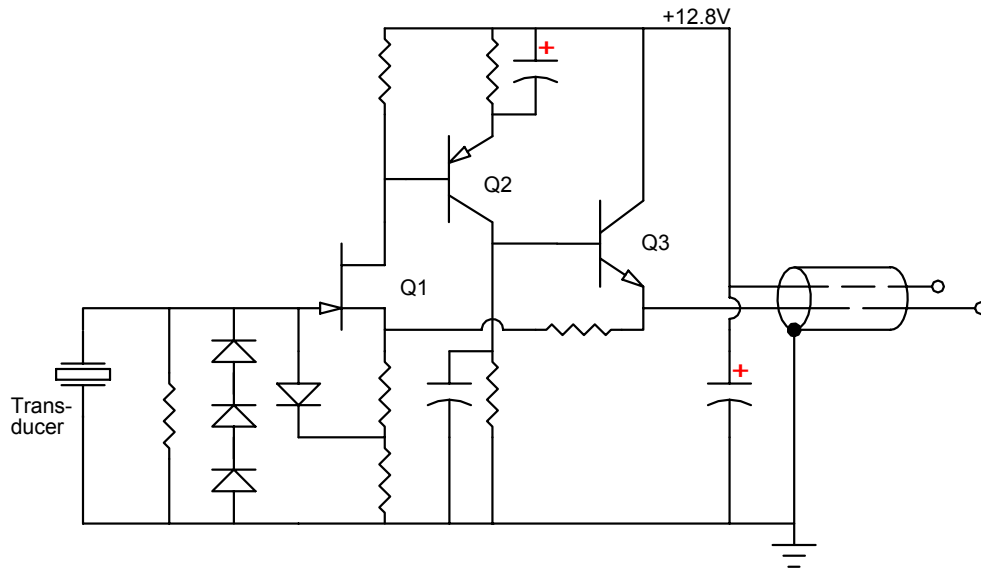 +12.8V
+
Q2
Q3
Q1
+
Trans-
ducer